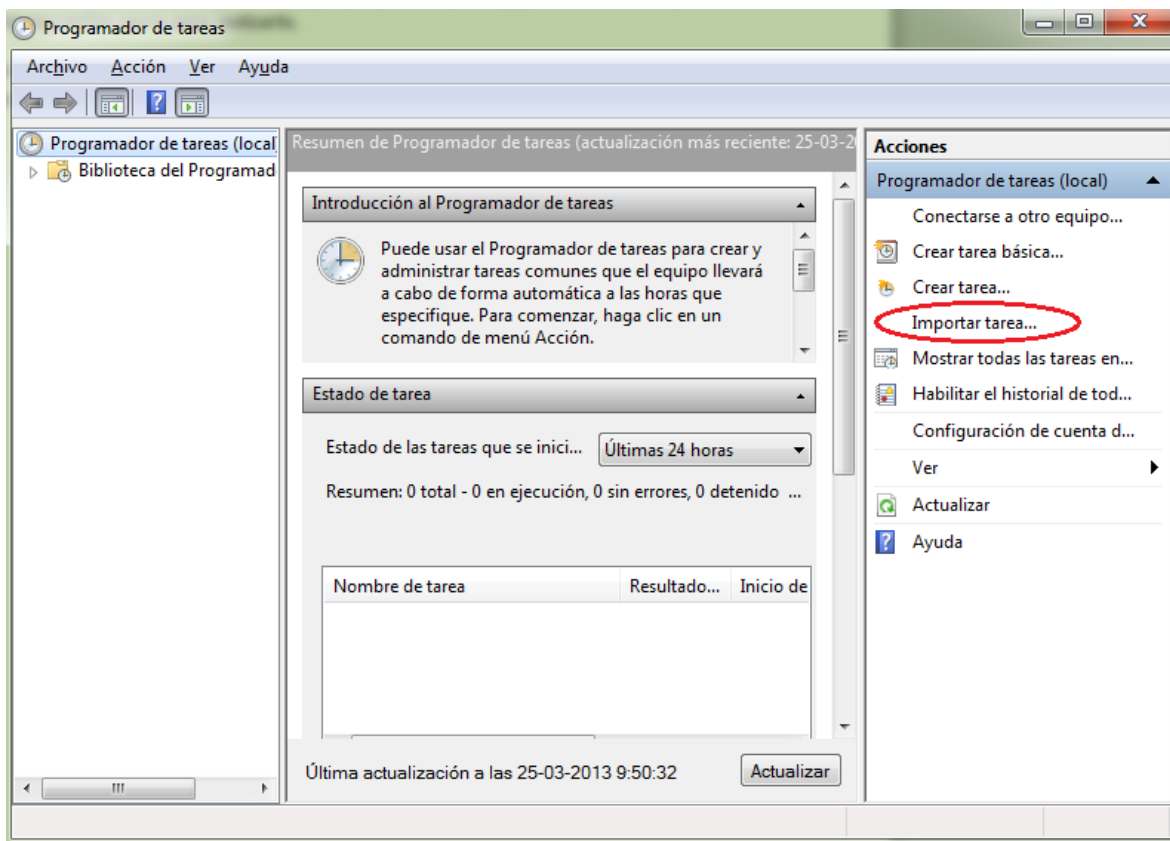 Programador de tareas
Archivo Acción Ver Ayuda
Programador de tareas (local
Biblioteca del Programad
Resumen de Programador de tareas (actualización más reciente: 25-03-2
Introducción al Programador de tareas
Puede usar el Programador de tareas para crear y
administrar tareas comunes que el equipo llevará
a cabo de forma automática a las horas que
especifique. Para comenzar, haga clic en un
comando de menú Acción.
Estado de tarea
Estado de las tareas que se inici... Últimas 24 horas
Resumen: 0 total - 0 en ejecución, 0 sin errores, 0 detenido ...
Nombre de tarea Resultado... Inicio de
Última actualización a las 25-03-2013 9:50:32 Actualizar
Acciones
Programador de tareas (local)
Conectarse a otro equipo...
Crear tarea básica...
Crear tarea...
Importar tarea...
Mostrar todas las tareas en...
Habilitar el historial de tod...
Configuración de cuenta d...
Ver
Actualizar
Ayuda